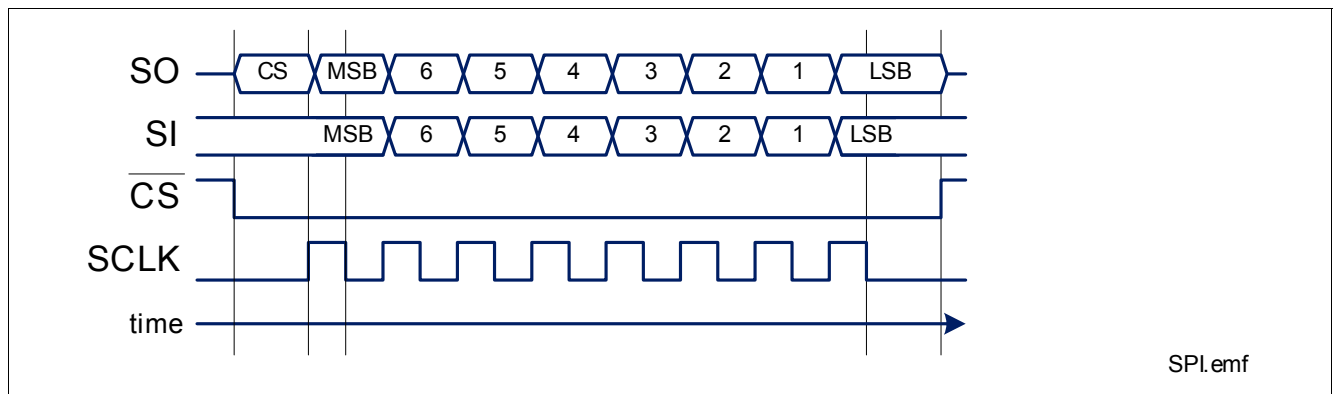 SO CS MSB 6 5 4 3 2 1 LSB
SI MSB 6 5 4 3 2 1 LSB
CS
SCLK
time
SPI.emf